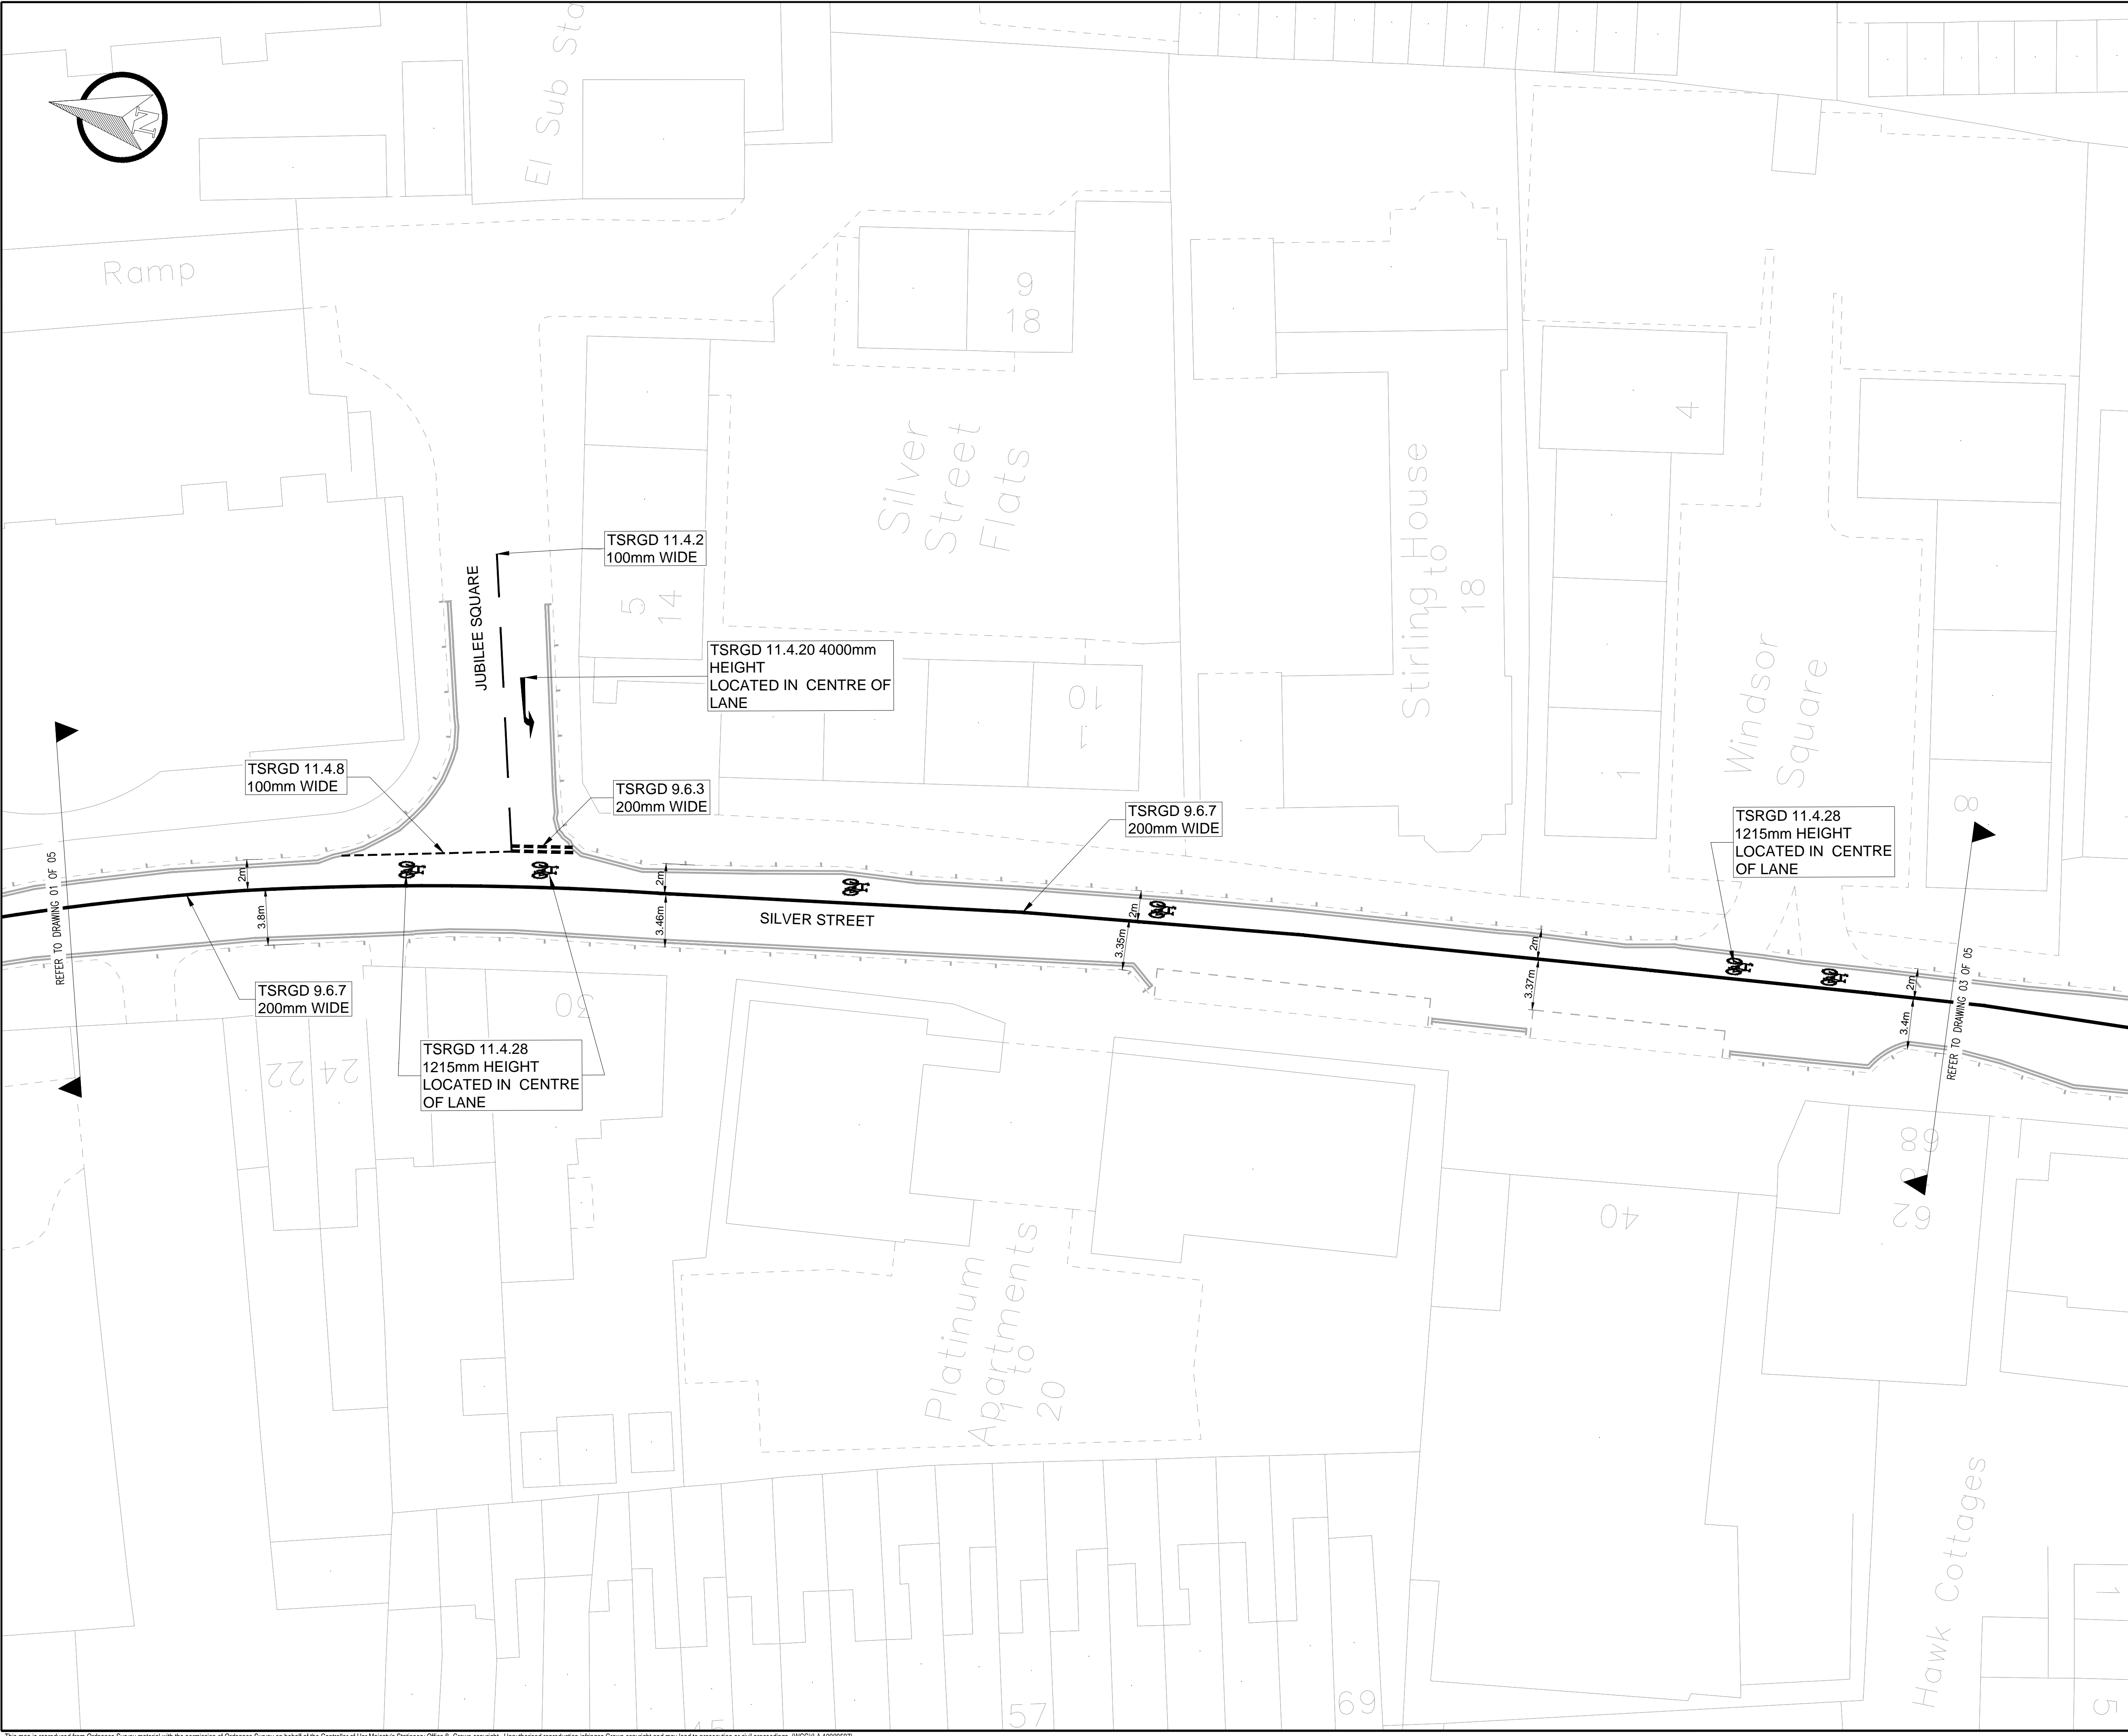 El Sub Sta
N
Ramp
9
18
Silver
Street
Flats
4
TSRGD 11.4.2
100mm WIDE
JUBILEE SQUARE
5
14
Stirling House
1 to
18
TSRGD 11.4.20 4000mm
HEIGHT
LOCATED IN CENTRE OF
LANE
10
1
Windsor
Square
1
8
TSRGD 11.4.8
100mm WIDE
TSRGD 9.6.3
200mm WIDE
TSRGD 9.6.7
200mm WIDE
TSRGD 11.4.28
1215mm HEIGHT
LOCATED IN CENTRE
OF LANE
REFER TO DRAWING 01 OF 05
2m
3.8m
2m
3.46m
SILVER STREET
2m
3.35m
2m
3.37m
2m
3.4m
REFER TO DRAWING 03 OF 05
TSRGD 9.6.7
200mm WIDE
30
24
22
TSRGD 11.4.28
1215mm HEIGHT
LOCATED IN CENTRE
OF LANE
40
62
Platinum
Apartments
1 to
20
Hawk Cottages
1
5
57
69
45